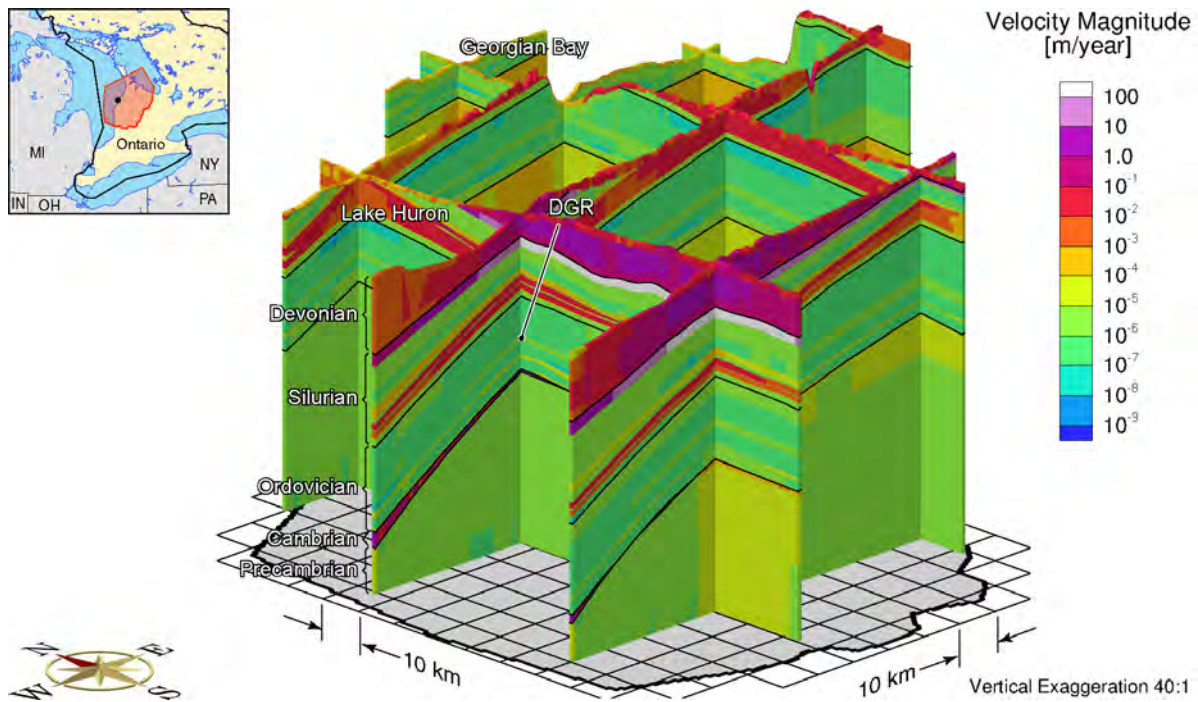 Georgian Bay
Velocity Magnitude
[m/year]
100
10
1.0
10⁻¹
10⁻²
10⁻³
10⁻⁴
10⁻⁵
10⁻⁶
10⁻⁷
10⁻⁸
10⁻⁹
MI
Ontario
NY
IN
OH
PA
Lake Huron
DGR
Devonian
Silurian
Ordovician
Cambrian
Precambrian
N
E
W
S
10 km
10 km
Vertical Exaggeration 40:1